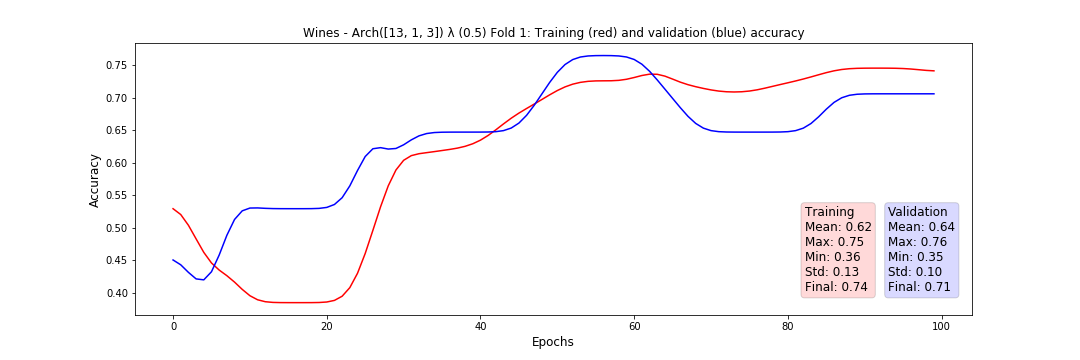 Wines - Arch([13, 1, 3]) λ (0.5) Fold 1: Training (red) and validation (blue) accuracy
Accuracy
0.75
0.70
0.65
0.60
0.55
0.50
0.45
0.40
Training
Mean: 0.62
Max: 0.75
Min: 0.36
Std: 0.13
Final: 0.74
Validation
Mean: 0.64
Max: 0.76
Min: 0.35
Std: 0.10
Final: 0.71
0
20
40
60
80
100
Epochs